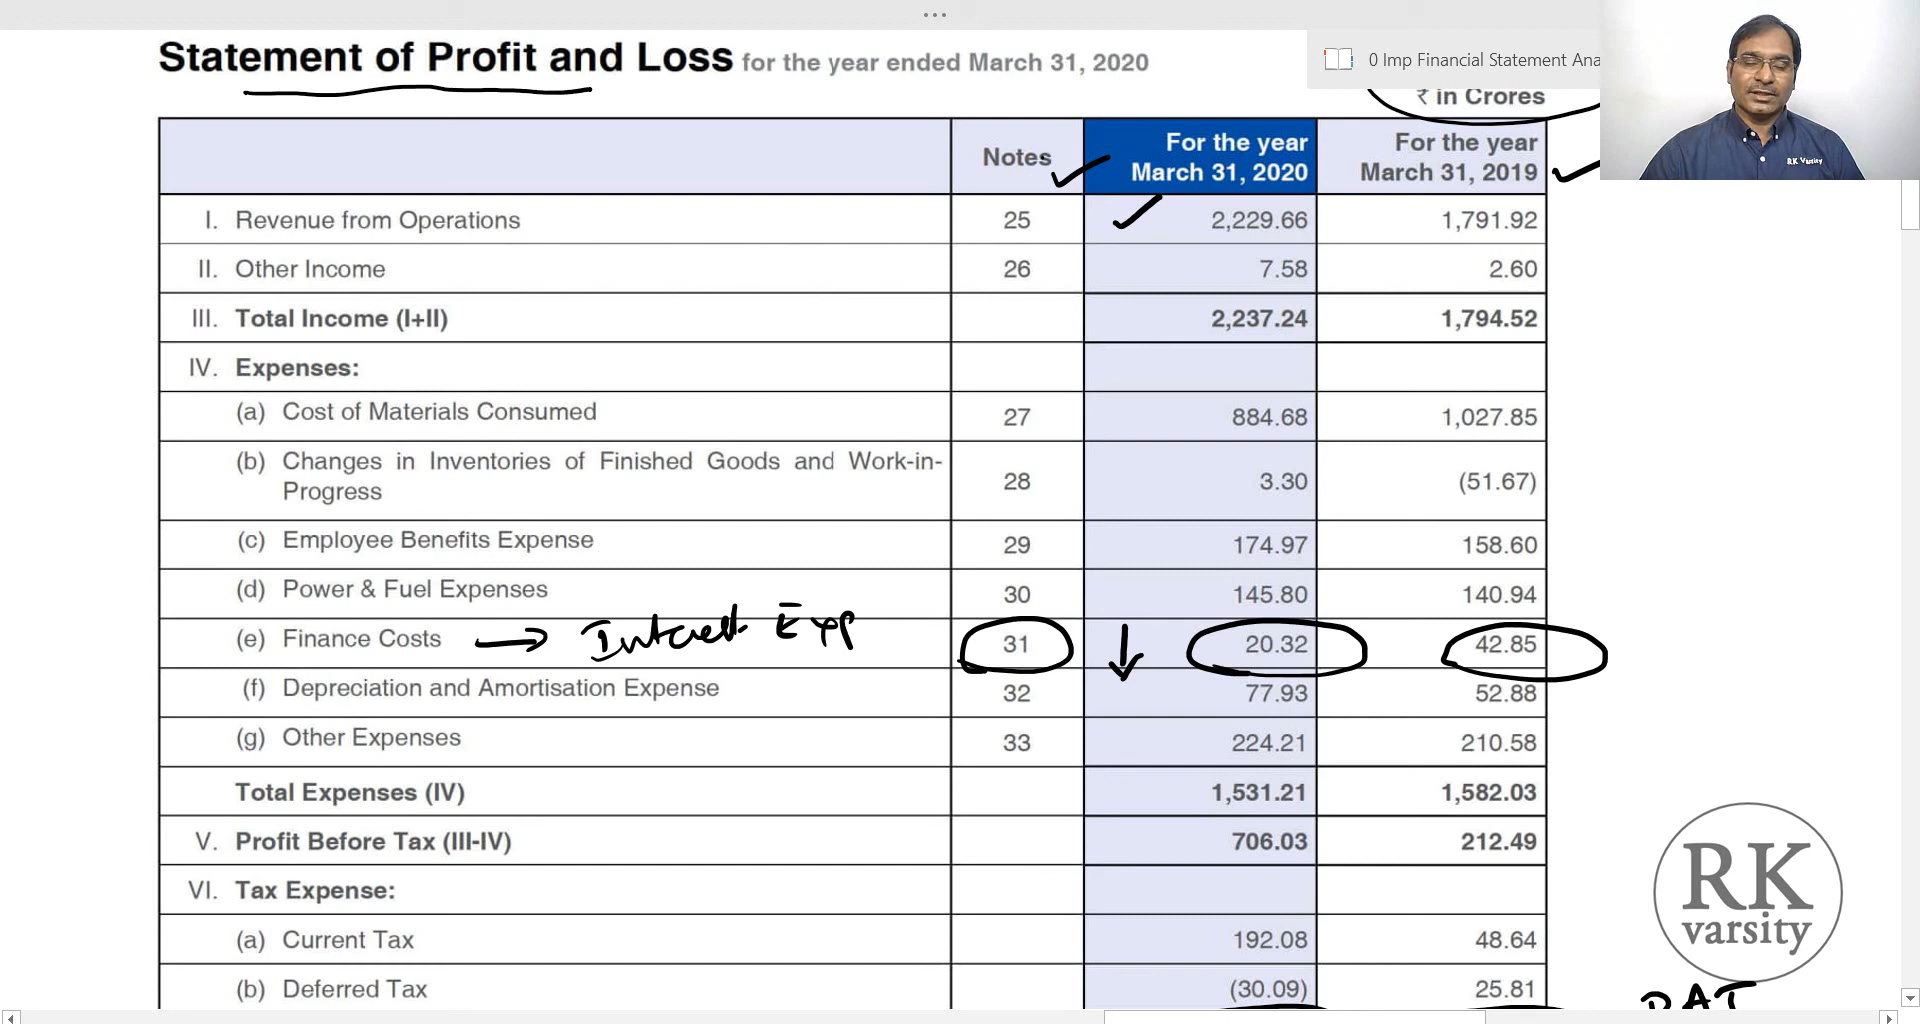 ...
Statement of Profit and Loss for the year ended March 31, 2020
0 Imp Financial Statement Ana
₹ in Crores
RK Varsity
Notes
For the year
March 31, 2020
For the year
March 31, 2019
I. Revenue from Operations 25 2,229.66 1,791.92
II. Other Income 26 7.58 2.60
III. Total Income (I+II) 2,237.24 1,794.52
IV. Expenses:
(a) Cost of Materials Consumed 27 884.68 1,027.85
(b) Changes in Inventories of Finished Goods and Work-in-
Progress 28 3.30 (51.67)
(c) Employee Benefits Expense 29 174.97 158.60
(d) Power & Fuel Expenses 30 145.80 140.94
(e) Finance Costs → Interest Exp 31 ↓ 20.32 42.85
(f) Depreciation and Amortisation Expense 32 77.93 52.88
(g) Other Expenses 33 224.21 210.58
Total Expenses (IV) 1,531.21 1,582.03
V. Profit Before Tax (III-IV) 706.03 212.49
VI. Tax Expense:
(a) Current Tax 192.08 48.64
(b) Deferred Tax (30.09) 25.81
RK
varsity